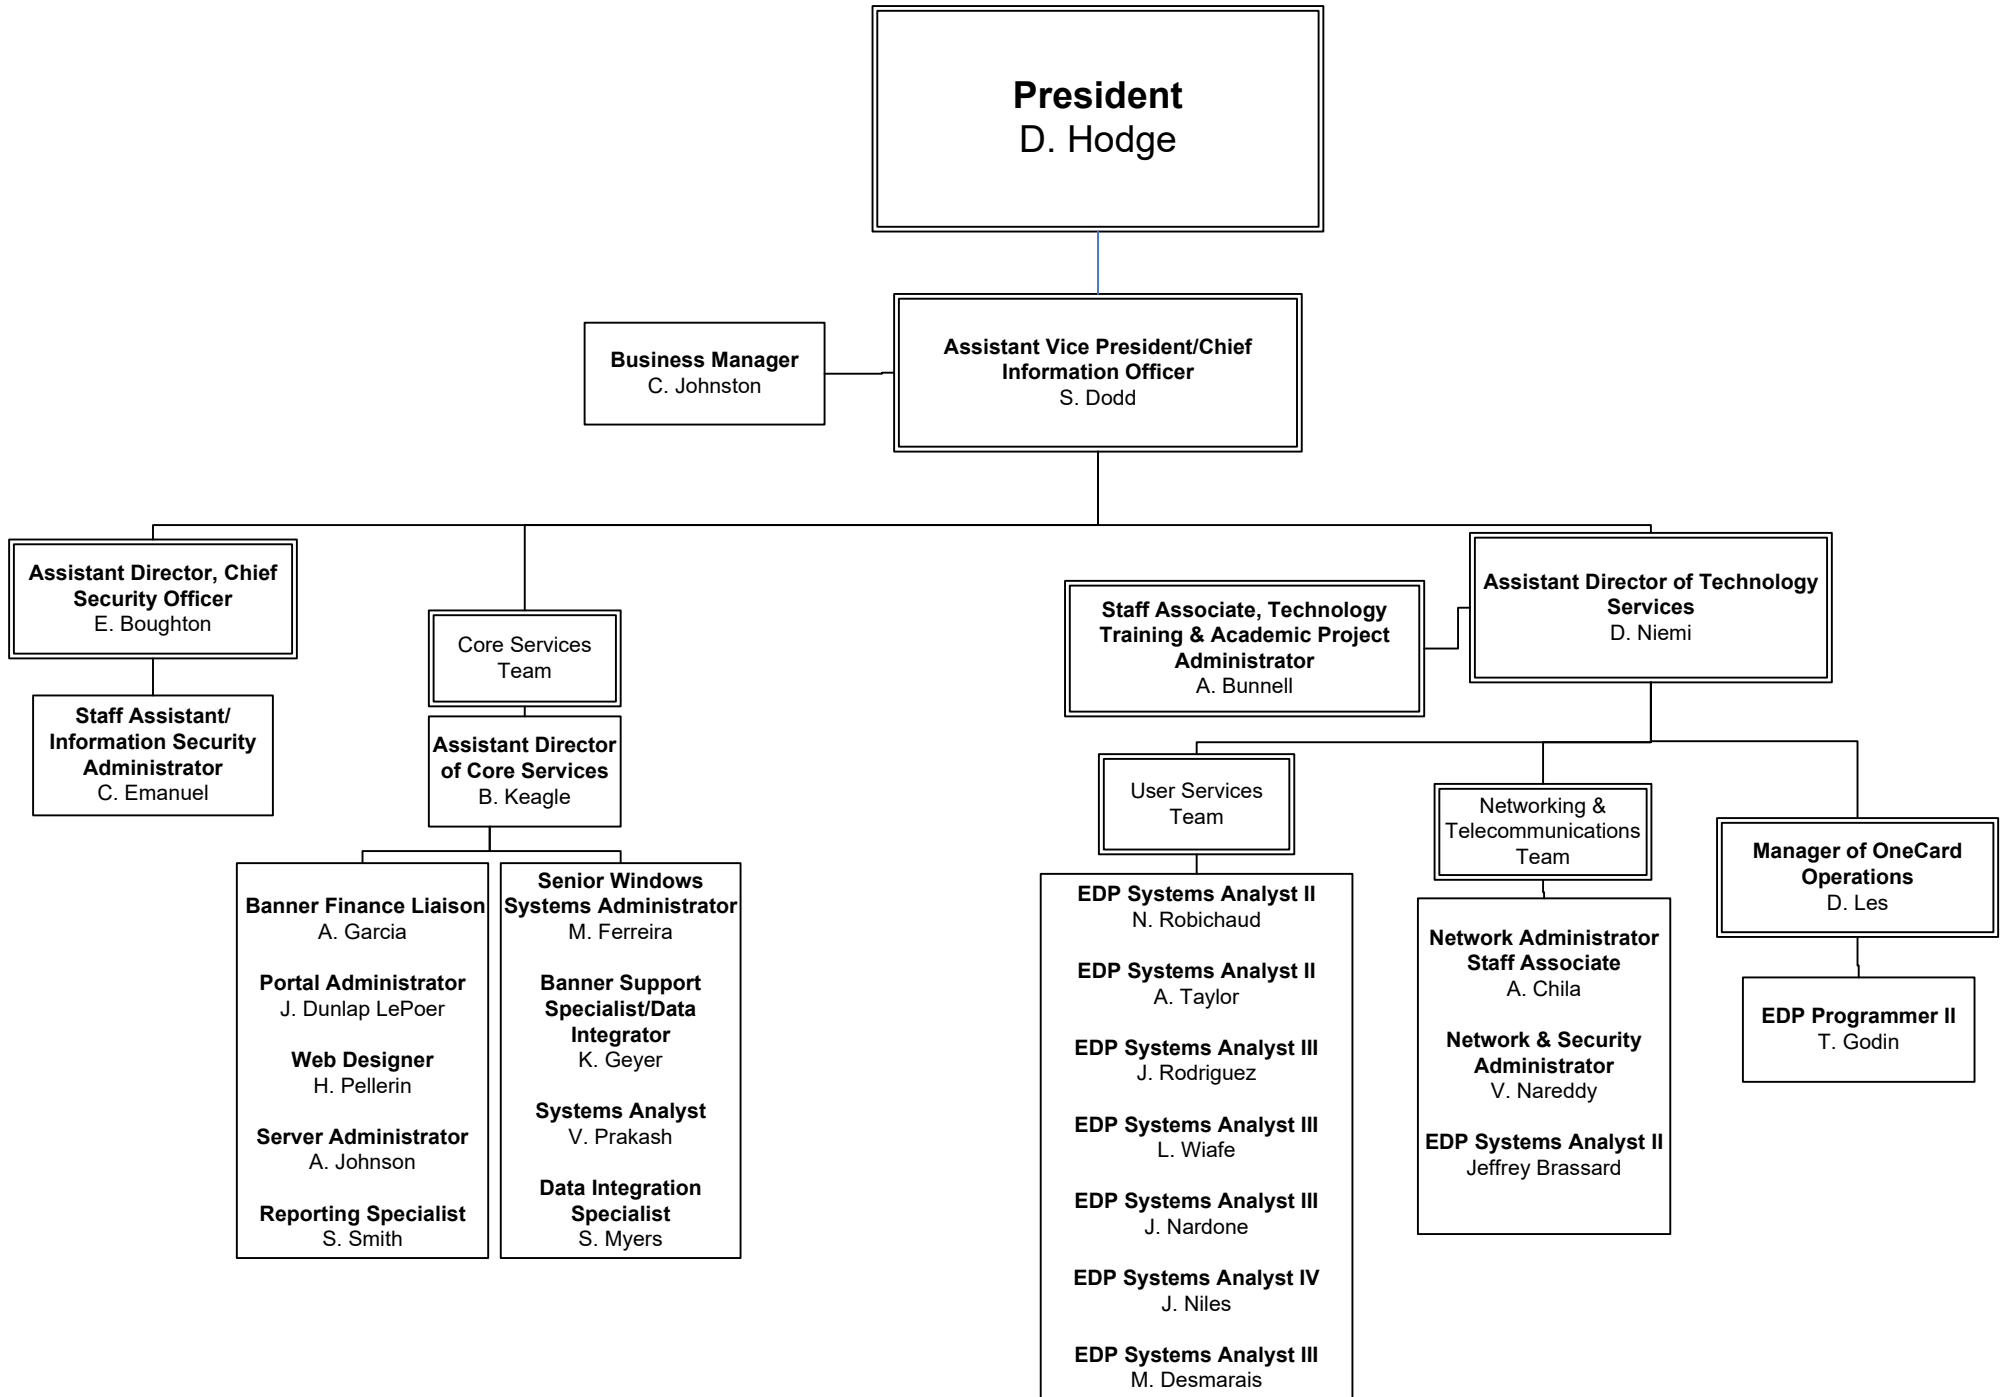 President
D. Hodge
Business Manager
C. Johnston
Assistant Vice President/Chief
Information Officer
S. Dodd
Assistant Director, Chief
Security Officer
E. Boughton
Staff Assistant/
Information Security
Administrator
C. Emanuel
Core Services
Team
Assistant Director
of Core Services
B. Keagle
Banner Finance Liaison
A. Garcia
Portal Administrator
J. Dunlap LePoer
Web Designer
H. Pellerin
Server Administrator
A. Johnson
Reporting Specialist
S. Smith
Senior Windows
Systems Administrator
M. Ferreira
Banner Support
Specialist/Data
Integrator
K. Geyer
Systems Analyst
V. Prakash
Data Integration
Specialist
S. Myers
Staff Associate, Technology
Training & Academic Project
Administrator
A. Bunnell
Assistant Director of Technology
Services
D. Niemi
User Services
Team
EDP Systems Analyst II
N. Robichaud
EDP Systems Analyst II
A. Taylor
EDP Systems Analyst III
J. Rodriguez
EDP Systems Analyst III
L. Wiafe
EDP Systems Analyst III
J. Nardone
EDP Systems Analyst IV
J. Niles
EDP Systems Analyst III
M. Desmarais
Networking &
Telecommunications
Team
Network Administrator
Staff Associate
A. Chila
Network & Security
Administrator
V. Nareddy
EDP Systems Analyst II
Jeffrey Brassard
Manager of OneCard
Operations
D. Les
EDP Programmer II
T. Godin